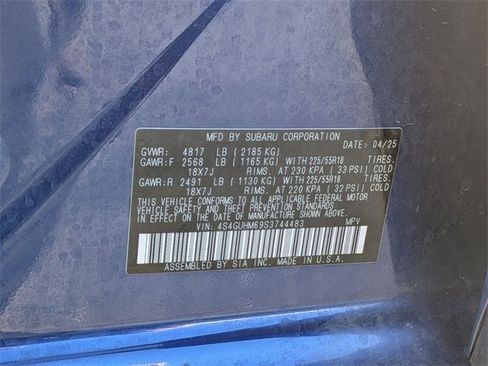 MFD BY SUBARU CORPORATION 04/25
GVWR: 4817 LB (2185 KG)
GAWR:F 2568 LB (1165 KG) WITH 225/55R18 TIRES.
18X7J RIMS. AT 230 KPA (33 PSI) COLD
GAWR:R 2491 LB (1130 KG) WITH 225/55R18 TIRES.
18X7J RIMS. AT 220 KPA (32 PSI) COLD
THIS VEHICLE CONFORMS TO ALL APPLICABLE FEDERAL MOTOR
VEHICLE SAFETY AND THEFT PREVENTION STANDARDS
IN EFFECT ON THE DATE OF MANUFACTURE SHOWN ABOVE.
VIN: 4S4GUHM69S3744483 MPV
ASSEMBLED BY SIA INC. MADE IN U.S.A.